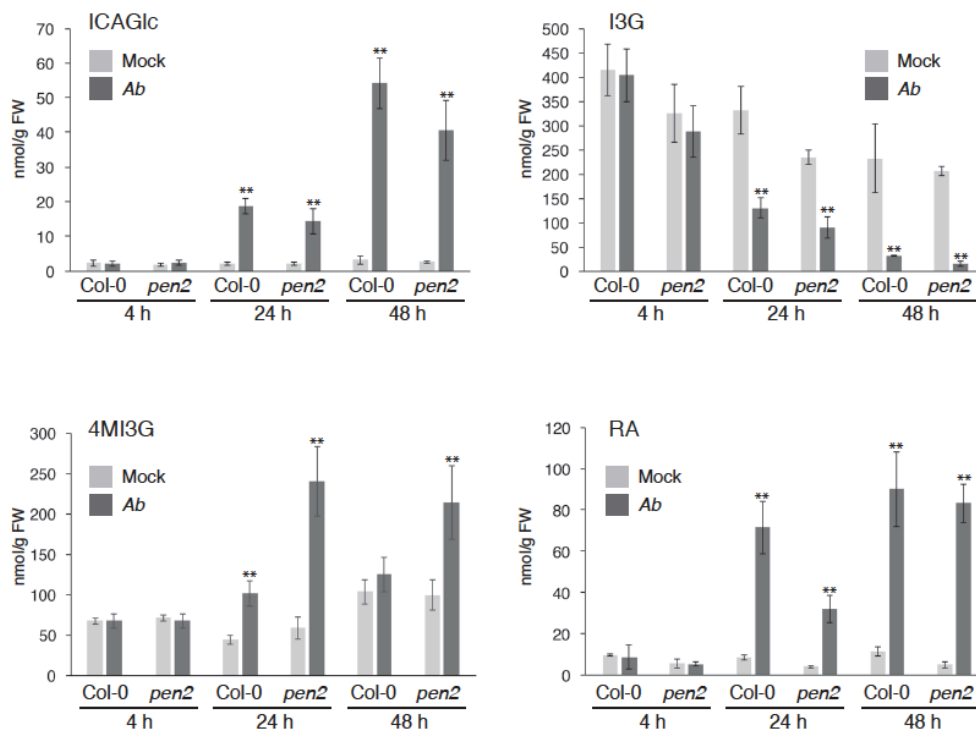 ICAGlc
nmol/g FW
70
60
50
40
30
20
10
0
Mock
Ab
**
**
**
**
Col-0 pen2 Col-0 pen2 Col-0 pen2
4 h 24 h 48 h
I3G
nmol/g FW
500
450
400
350
300
250
200
150
100
50
0
Mock
Ab
**
**
**
**
Col-0 pen2 Col-0 pen2 Col-0 pen2
4 h 24 h 48 h
4MI3G
nmol/g FW
300
250
200
150
100
50
0
Mock
Ab
**
**
**
Col-0 pen2 Col-0 pen2 Col-0 pen2
4 h 24 h 48 h
RA
nmol/g FW
120
100
80
60
40
20
0
Mock
Ab
**
**
**
**
Col-0 pen2 Col-0 pen2 Col-0 pen2
4 h 24 h 48 h